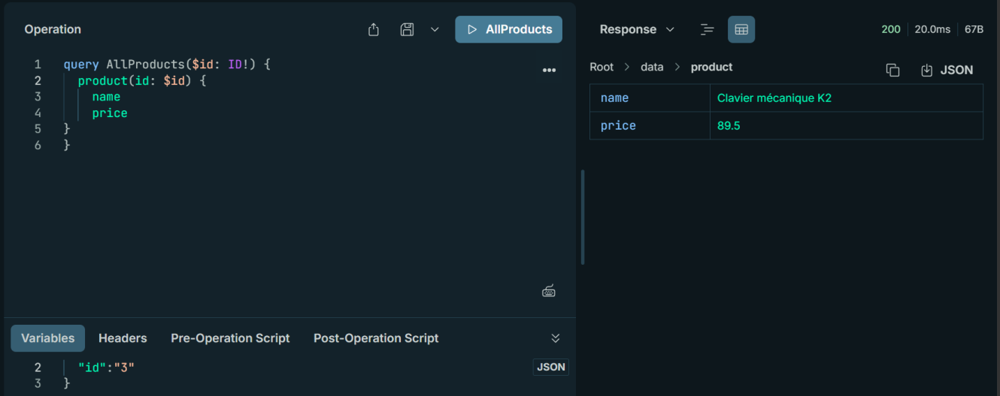 Operation
AllProducts
1 query AllProducts($id: ID!) {
2 product(id: $id) {
3 name
4 price
5 }
6 }
Variables Headers Pre-Operation Script Post-Operation Script
2 "id":"3"
3 }
JSON
Response
200 20.0ms 67B
Root > data > product
JSON
name Clavier mécanique K2
price 89.5